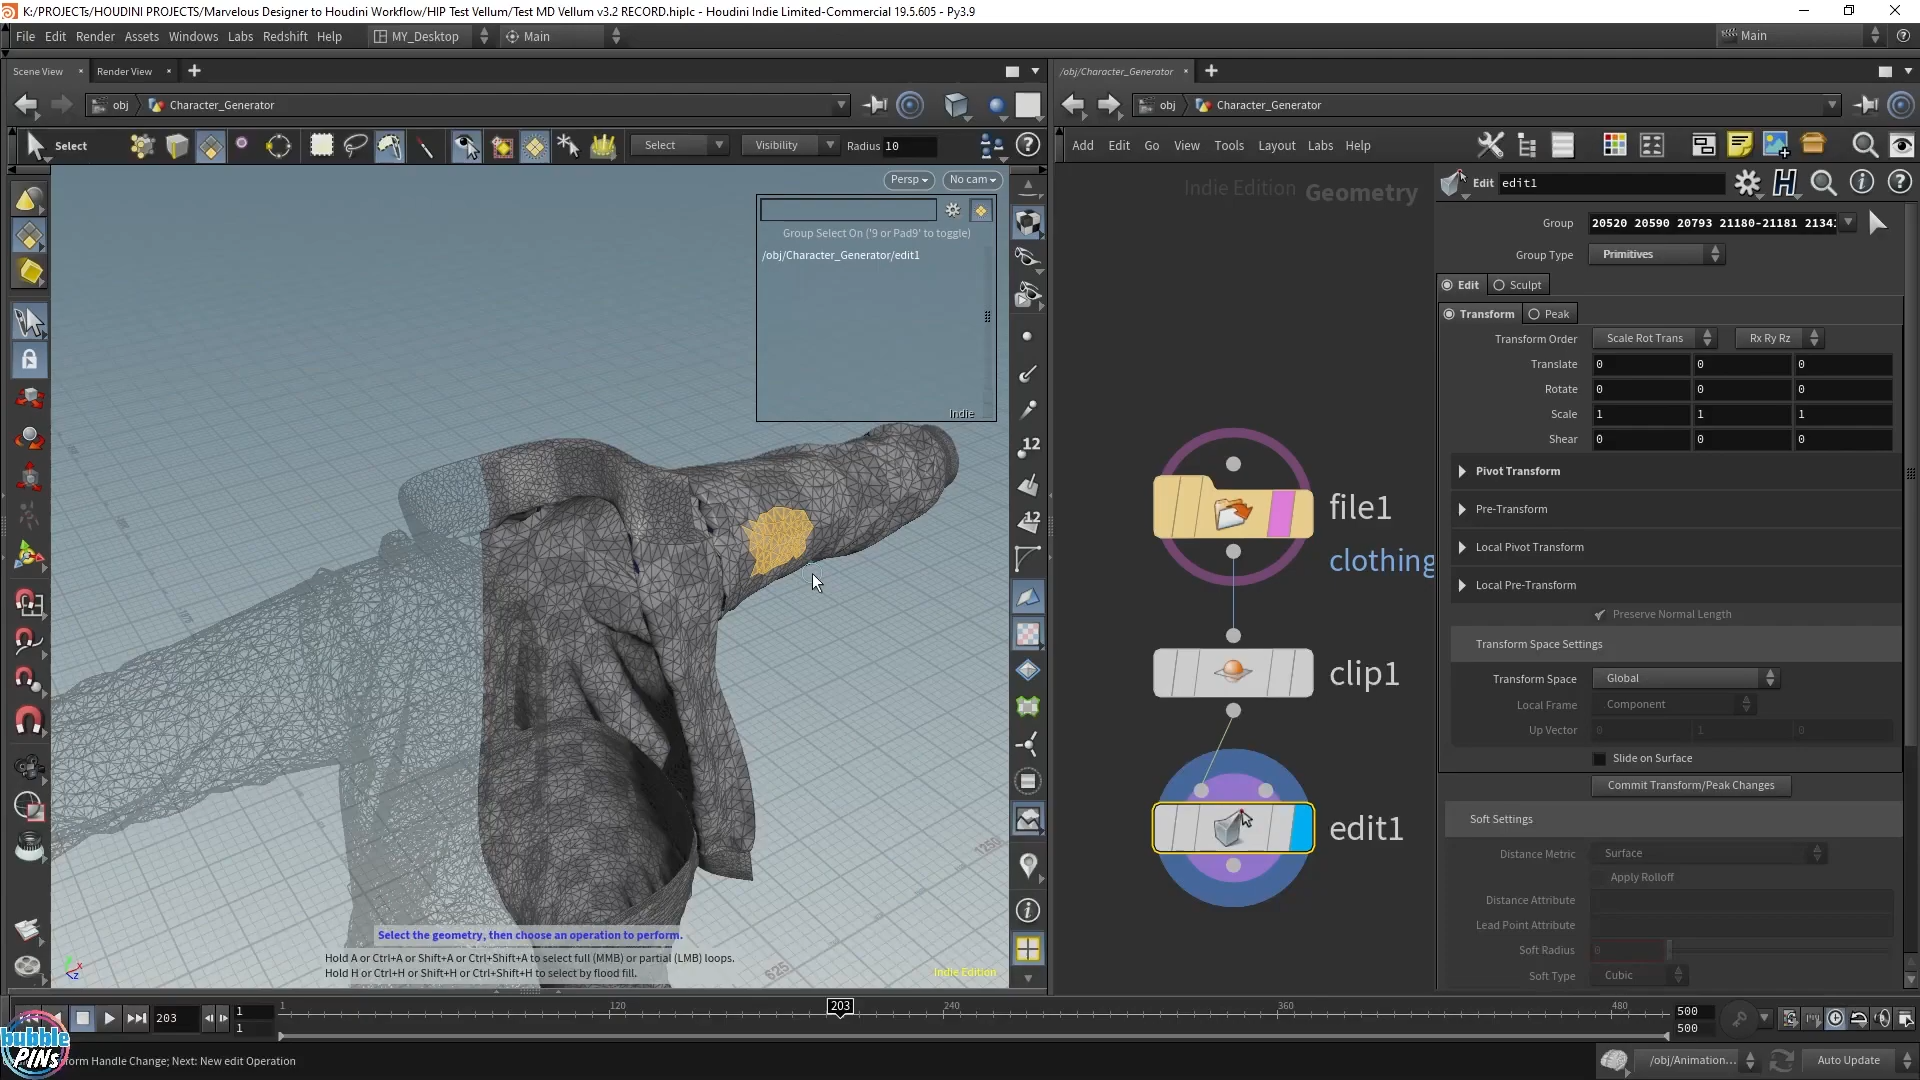 K:/PROJECTs/HOUDINI PROJECTS/Marvelous Designer to Houdini Workflow/HIP Test Vellum/Test MD Vellum v3.2 RECORD.hiplc - Houdini Indie Limited-Commercial 19.5.605 - Py3.9
File Edit Render Assets Windows Labs Redshift Help MY_Desktop Main Main
Scene View Render View /obj/Character_Generator
obj Character_Generator obj Character_Generator
Select Select Visibility Radius 10 Add Edit Go View Tools Layout Labs Help
Persp No cam
Indie Edition Geometry
Edit edit1
Group Select On ('9 or Pad9' to toggle)
/obj/Character_Generator/edit1
Indie
Group 20520 20590 20793 21180-21181 2134
Group Type Primitives
Edit Sculpt
Transform Peak
Transform Order Scale Rot Trans Rx Ry Rz
Translate 0 0 0
Rotate 0 0 0
Scale 1 1 1
Shear 0 0 0
Pivot Transform
Pre-Transform
Local Pivot Transform
Local Pre-Transform
Preserve Normal Length
Transform Space Settings
Transform Space Global
Local Frame Component
Up Vector 0 1 0
Slide on Surface
Commit Transform/Peak Changes
Soft Settings
Distance Metric Surface
Apply Rolloff
Distance Attribute
Lead Point Attribute
Soft Radius 0
Soft Type Cubic
file1
clothing
clip1
edit1
12
12
1250
625
Select the geometry, then choose an operation to perform.
Hold A or Ctrl+A or Shift+A or Ctrl+Shift+A to select full (MMB) or partial (LMB) loops.
Hold H or Ctrl+H or Shift+H or Ctrl+Shift+H to select by flood fill.
Indie Edition
203 1 1 1 120 203 240 360 480 500 500
bubble PiNs
orm Handle Change; Next: New edit Operation
/obj/Animation... Auto Update